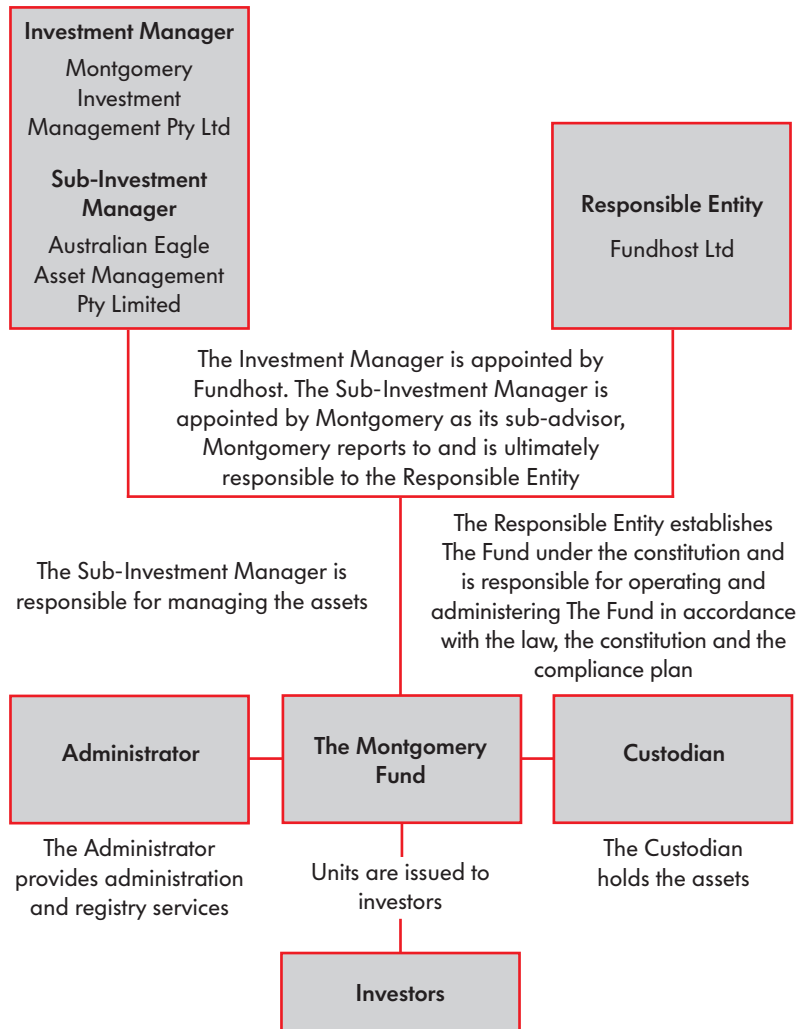 Investment Manager
Montgomery
Investment
Management Pty Ltd
Sub-Investment
Manager
Australian Eagle
Asset Management
Pty Limited
Responsible Entity
Fundhost Ltd
The Investment Manager is appointed by
Fundhost. The Sub-Investment Manager is
appointed by Montgomery as its sub-advisor,
Montgomery reports to and is ultimately
responsible to the Responsible Entity
The Sub-Investment Manager is
responsible for managing the assets
The Responsible Entity establishes
The Fund under the constitution and
is responsible for operating and
administering The Fund in accordance
with the law, the constitution and the
compliance plan
Administrator
The Montgomery
Fund
Custodian
The Administrator
provides administration
and registry services
Units are issued to
investors
The Custodian
holds the assets
Investors